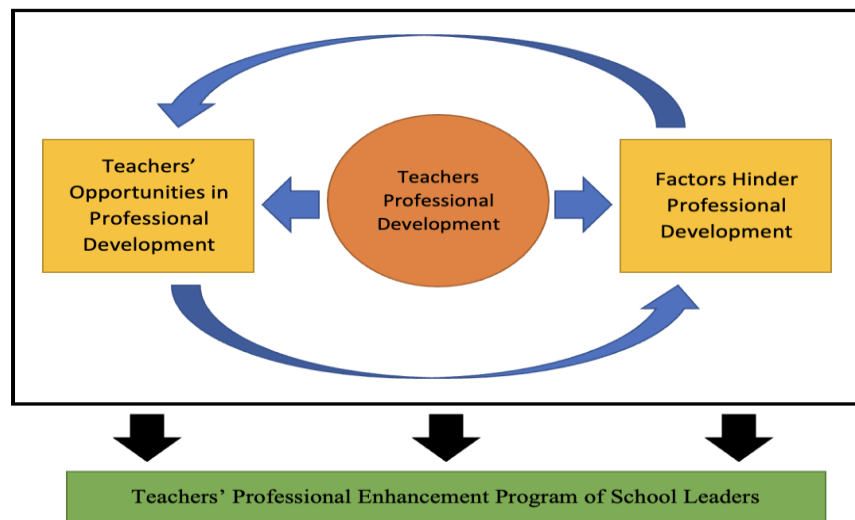 Teachers'
Opportunities in
Professional
Development
Teachers
Professional
Development
Factors Hinder
Professional
Development
Teachers' Professional Enhancement Program of School Leaders